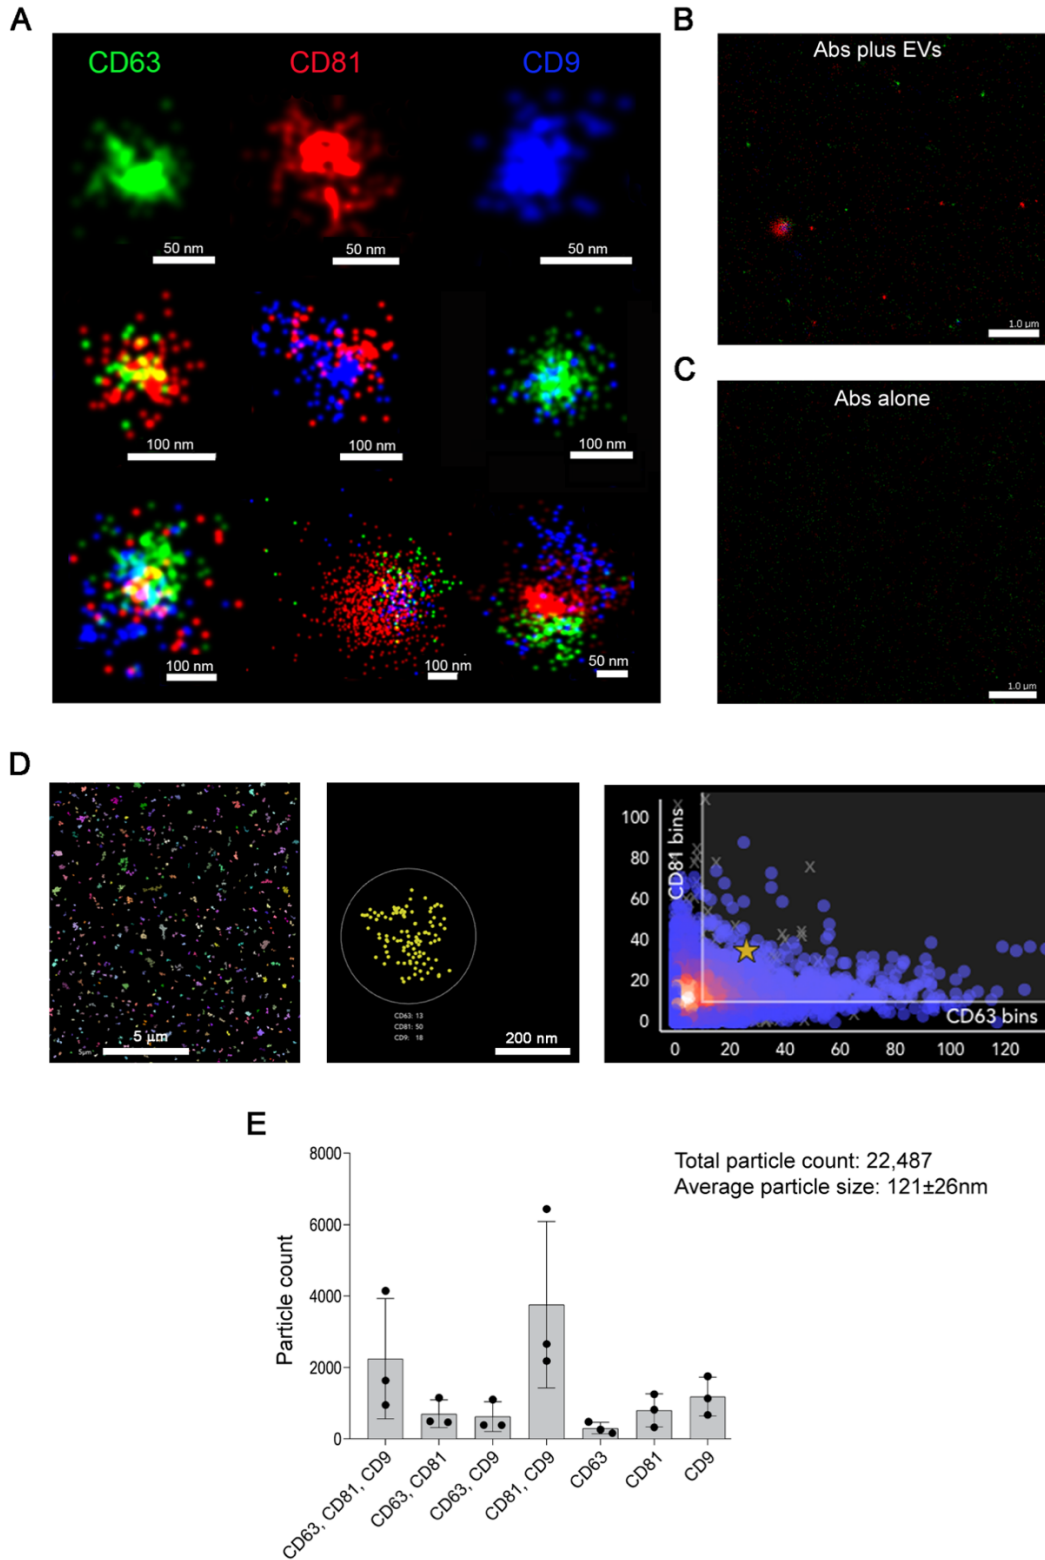 A
CD63 CD81 CD9
50 nm 50 nm 50 nm
100 nm 100 nm 100 nm
100 nm 100 nm 50 nm
B
Abs plus EVs
1.0 µm
C
Abs alone
1.0 µm
D
5 µm
5µm
CD63: 13
CD81: 50
CD9: 18
200 nm
CD81 bins
100
80
60
40
20
0
CD63 bins
0 20 40 60 80 100 120
E
Total particle count: 22,487
Average particle size: 121±26nm
Particle count
8000
6000
4000
2000
0
CD63, CD81, CD9
CD63, CD81
CD63, CD9
CD81, CD9
CD63
CD81
CD9